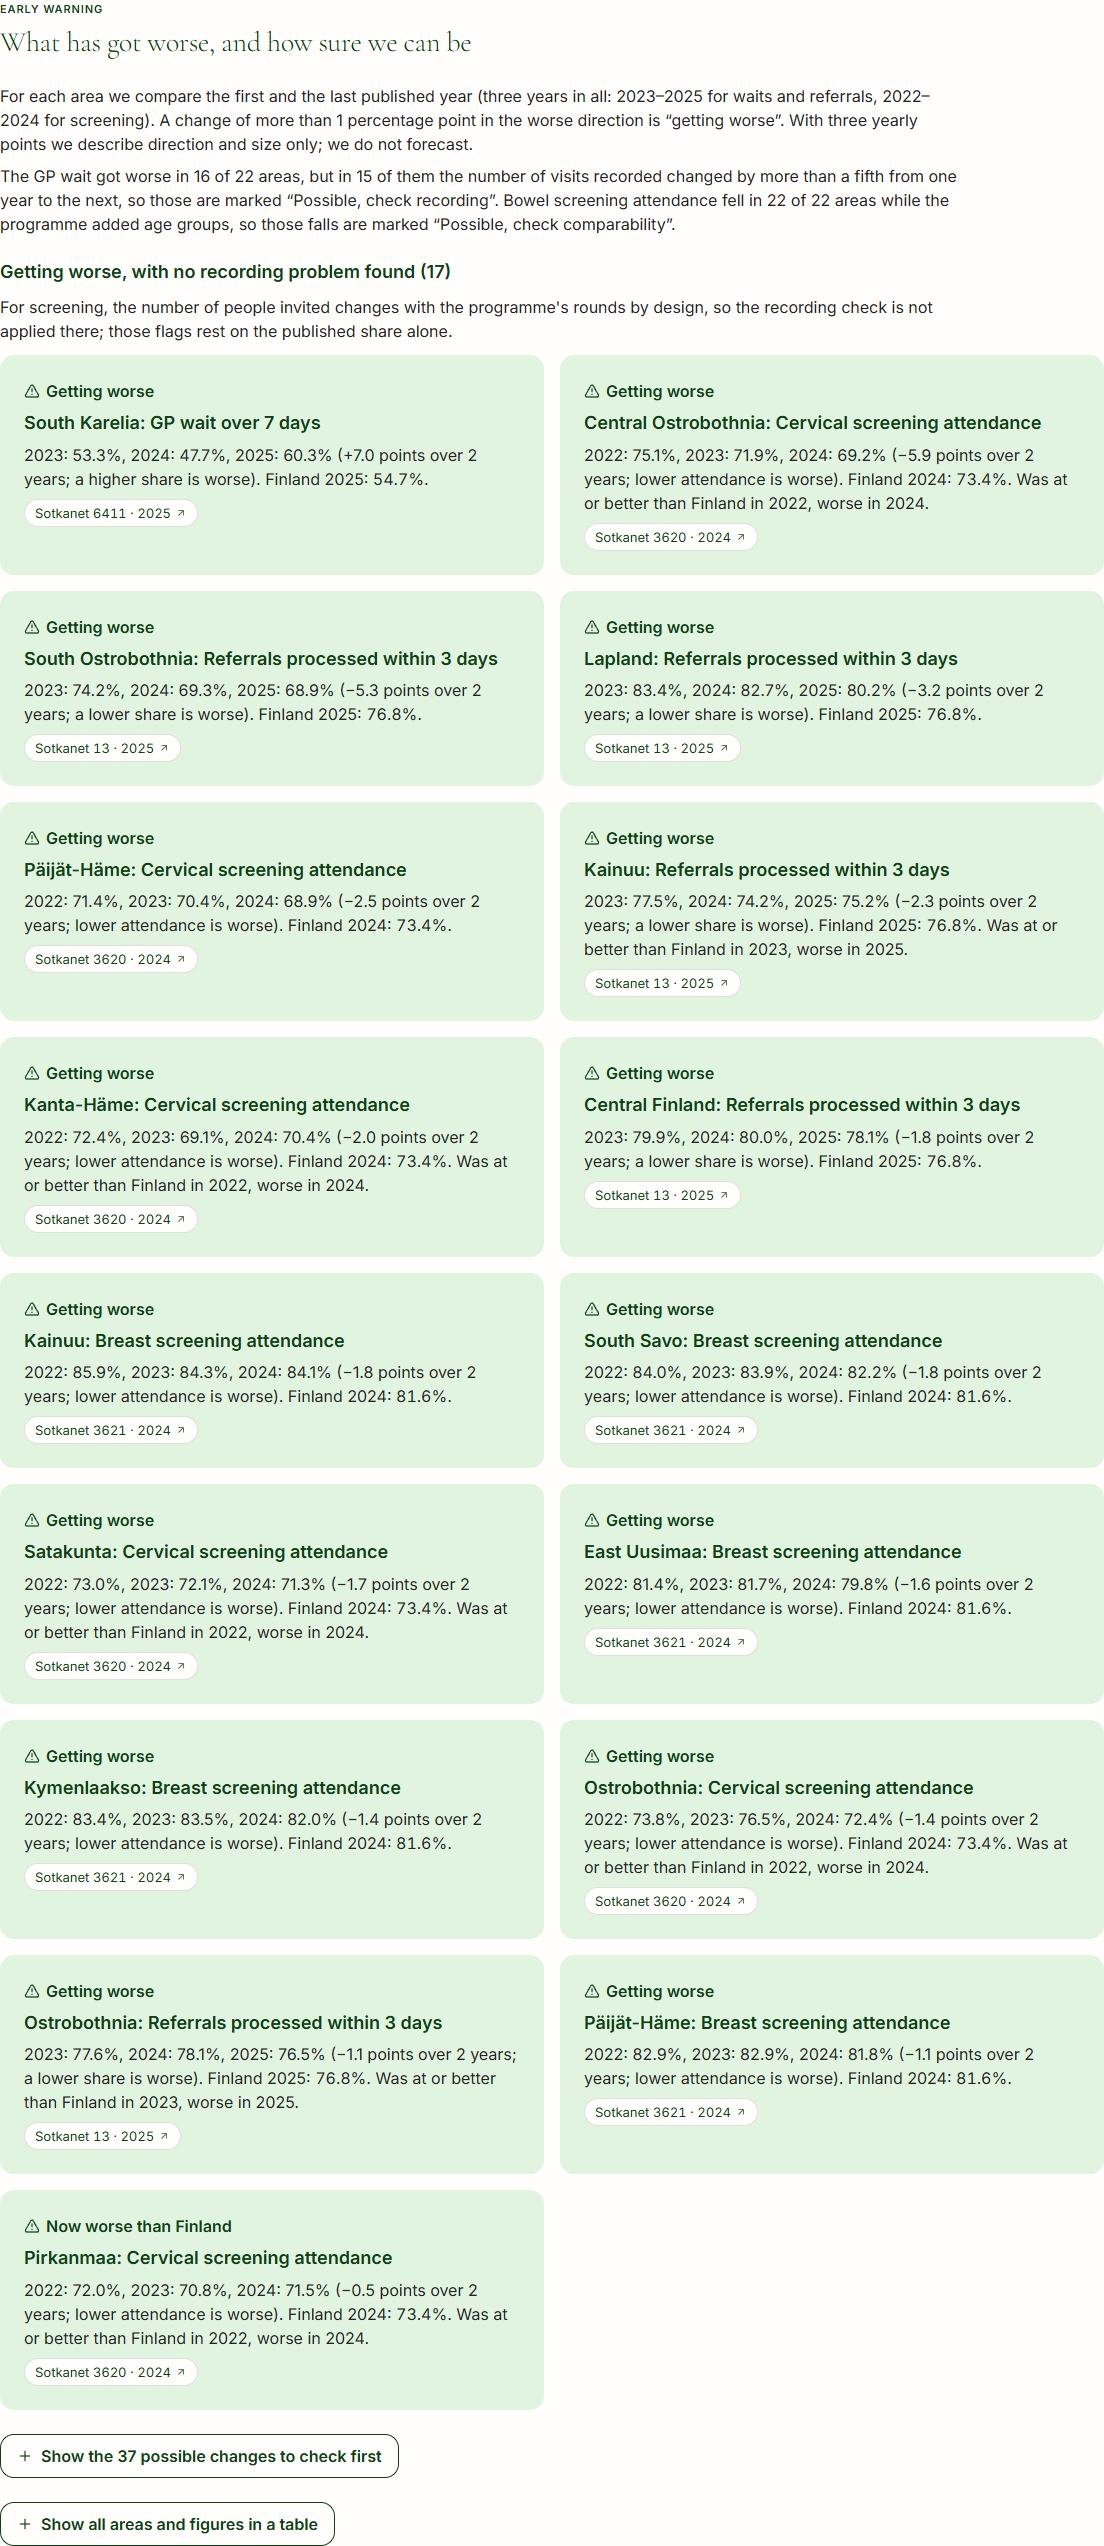 EARLY WARNING
What has got worse, and how sure we can be
For each area we compare the first and the last published year (three years in all: 2023–2025 for waits and referrals, 2022–
2024 for screening). A change of more than 1 percentage point in the worse direction is “getting worse”. With three yearly
points we describe direction and size only; we do not forecast.
The GP wait got worse in 16 of 22 areas, but in 15 of them the number of visits recorded changed by more than a fifth from one
year to the next, so those are marked “Possible, check recording”. Bowel screening attendance fell in 22 of 22 areas while the
programme added age groups, so those falls are marked “Possible, check comparability”.
Getting worse, with no recording problem found (17)
For screening, the number of people invited changes with the programme's rounds by design, so the recording check is not
applied there; those flags rest on the published share alone.
Getting worse
South Karelia: GP wait over 7 days
2023: 53.3%, 2024: 47.7%, 2025: 60.3% (+7.0 points over 2
years; a higher share is worse). Finland 2025: 54.7%.
Sotkanet 6411 · 2025 ↗
Getting worse
Central Ostrobothnia: Cervical screening attendance
2022: 75.1%, 2023: 71.9%, 2024: 69.2% (−5.9 points over 2
years; lower attendance is worse). Finland 2024: 73.4%. Was at
or better than Finland in 2022, worse in 2024.
Sotkanet 3620 · 2024 ↗
Getting worse
South Ostrobothnia: Referrals processed within 3 days
2023: 74.2%, 2024: 69.3%, 2025: 68.9% (−5.3 points over 2
years; a lower share is worse). Finland 2025: 76.8%.
Sotkanet 13 · 2025 ↗
Getting worse
Lapland: Referrals processed within 3 days
2023: 83.4%, 2024: 82.7%, 2025: 80.2% (−3.2 points over 2
years; a lower share is worse). Finland 2025: 76.8%.
Sotkanet 13 · 2025 ↗
Getting worse
Päijät-Häme: Cervical screening attendance
2022: 71.4%, 2023: 70.4%, 2024: 68.9% (−2.5 points over 2
years; lower attendance is worse). Finland 2024: 73.4%.
Sotkanet 3620 · 2024 ↗
Getting worse
Kainuu: Referrals processed within 3 days
2023: 77.5%, 2024: 74.2%, 2025: 75.2% (−2.3 points over 2
years; a lower share is worse). Finland 2025: 76.8%. Was at or
better than Finland in 2023, worse in 2025.
Sotkanet 13 · 2025 ↗
Getting worse
Kanta-Häme: Cervical screening attendance
2022: 72.4%, 2023: 69.1%, 2024: 70.4% (−2.0 points over 2
years; lower attendance is worse). Finland 2024: 73.4%. Was at
or better than Finland in 2022, worse in 2024.
Sotkanet 3620 · 2024 ↗
Getting worse
Central Finland: Referrals processed within 3 days
2023: 79.9%, 2024: 80.0%, 2025: 78.1% (−1.8 points over 2
years; a lower share is worse). Finland 2025: 76.8%.
Sotkanet 13 · 2025 ↗
Getting worse
Kainuu: Breast screening attendance
2022: 85.9%, 2023: 84.3%, 2024: 84.1% (−1.8 points over 2
years; lower attendance is worse). Finland 2024: 81.6%.
Sotkanet 3621 · 2024 ↗
Getting worse
South Savo: Breast screening attendance
2022: 84.0%, 2023: 83.9%, 2024: 82.2% (−1.8 points over 2
years; lower attendance is worse). Finland 2024: 81.6%.
Sotkanet 3621 · 2024 ↗
Getting worse
Satakunta: Cervical screening attendance
2022: 73.0%, 2023: 72.1%, 2024: 71.3% (−1.7 points over 2
years; lower attendance is worse). Finland 2024: 73.4%. Was at
or better than Finland in 2022, worse in 2024.
Sotkanet 3620 · 2024 ↗
Getting worse
East Uusimaa: Breast screening attendance
2022: 81.4%, 2023: 81.7%, 2024: 79.8% (−1.6 points over 2
years; lower attendance is worse). Finland 2024: 81.6%.
Sotkanet 3621 · 2024 ↗
Getting worse
Kymenlaakso: Breast screening attendance
2022: 83.4%, 2023: 83.5%, 2024: 82.0% (−1.4 points over 2
years; lower attendance is worse). Finland 2024: 81.6%.
Sotkanet 3621 · 2024 ↗
Getting worse
Ostrobothnia: Cervical screening attendance
2022: 73.8%, 2023: 76.5%, 2024: 72.4% (−1.4 points over 2
years; lower attendance is worse). Finland 2024: 73.4%. Was at
or better than Finland in 2022, worse in 2024.
Sotkanet 3620 · 2024 ↗
Getting worse
Ostrobothnia: Referrals processed within 3 days
2023: 77.6%, 2024: 78.1%, 2025: 76.5% (−1.1 points over 2 years;
a lower share is worse). Finland 2025: 76.8%. Was at or better
than Finland in 2023, worse in 2025.
Sotkanet 13 · 2025 ↗
Getting worse
Päijät-Häme: Breast screening attendance
2022: 82.9%, 2023: 82.9%, 2024: 81.8% (−1.1 points over 2
years; lower attendance is worse). Finland 2024: 81.6%.
Sotkanet 3621 · 2024 ↗
Now worse than Finland
Pirkanmaa: Cervical screening attendance
2022: 72.0%, 2023: 70.8%, 2024: 71.5% (−0.5 points over 2
years; lower attendance is worse). Finland 2024: 73.4%. Was at
or better than Finland in 2022, worse in 2024.
Sotkanet 3620 · 2024 ↗
+ Show the 37 possible changes to check first
+ Show all areas and figures in a table